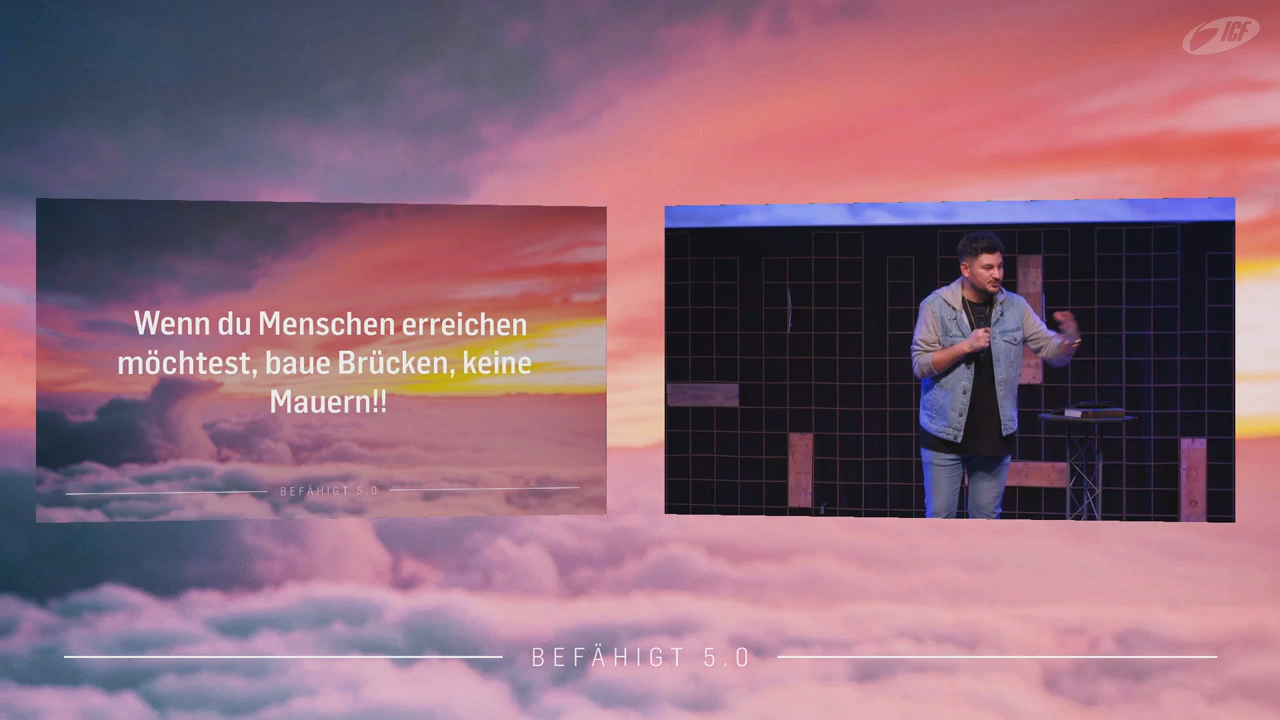 ICF
Wenn du Menschen erreichen
möchtest, baue Brücken, keine
Mauern!!
BEFÄHIGT 5.0
BEFÄHIGT 5.0